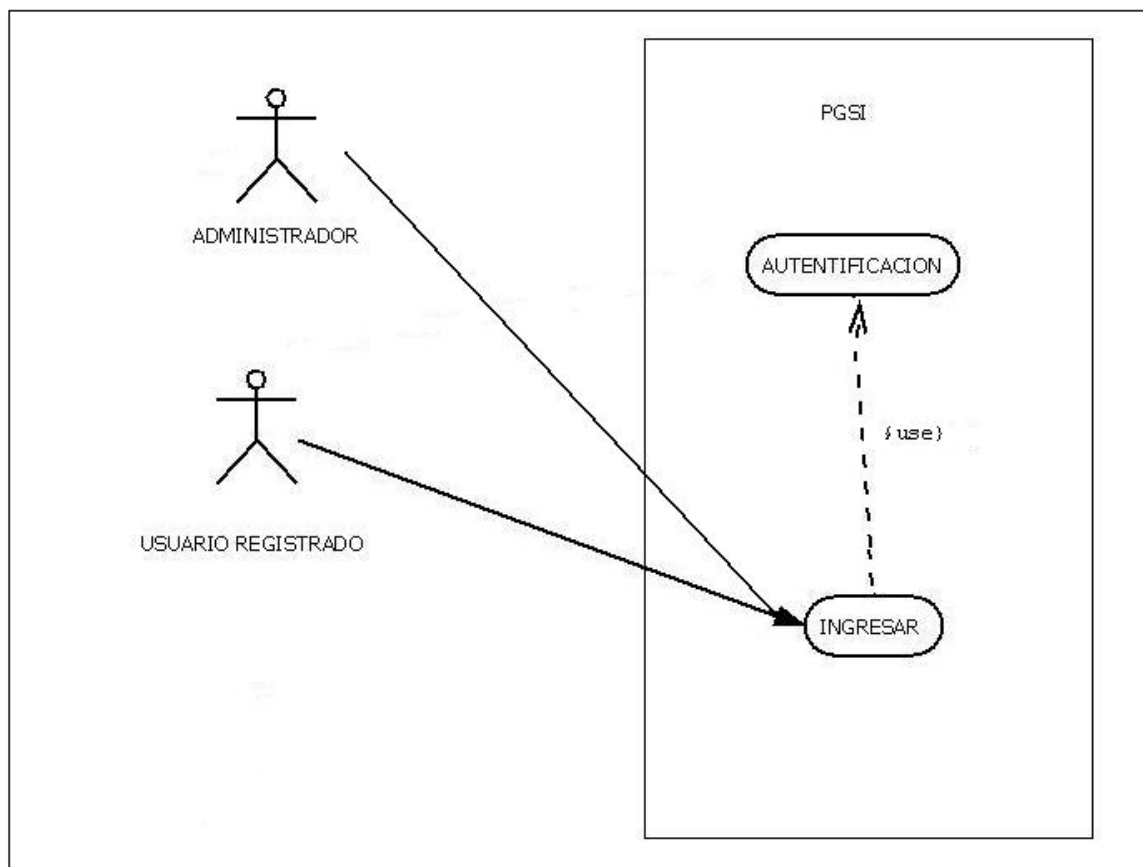 PGSI
ADMINISTRADOR
AUTENTIFICACION
{use}
USUARIO REGISTRADO
INGRESAR